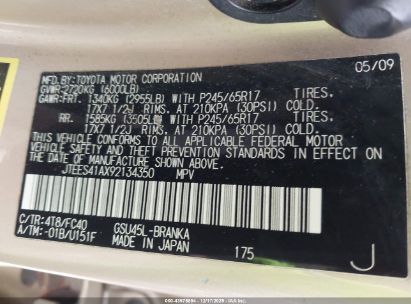 MFD.BY:TOYOTA MOTOR CORPORATION 05/09
GVWR:2720KG (6000LB)
GAWR:FRT. 1340KG (2955LB) WITH P245/65R17 TIRES.
17X7 1/2J RIMS. AT 210KPA (30PSI) COLD.
RR. 1585KG (3505LB) WITH P245/65R17 TIRES.
17X7 1/2J RIMS. AT 210KPA (30PSI) COLD.
THIS VEHICLE CONFORMS TO ALL APPLICABLE FEDERAL MOTOR
VEHICLE SAFETY AND THEFT PREVENTION STANDARDS IN EFFECT ON
THE DATE OF MANUFACTURE SHOWN ABOVE.
JTEES41AX92134350 MPV
C/TR:4T8/FC40 GSU45L-BRANKA
A/TM:-01B/U151F MADE IN JAPAN 175 J